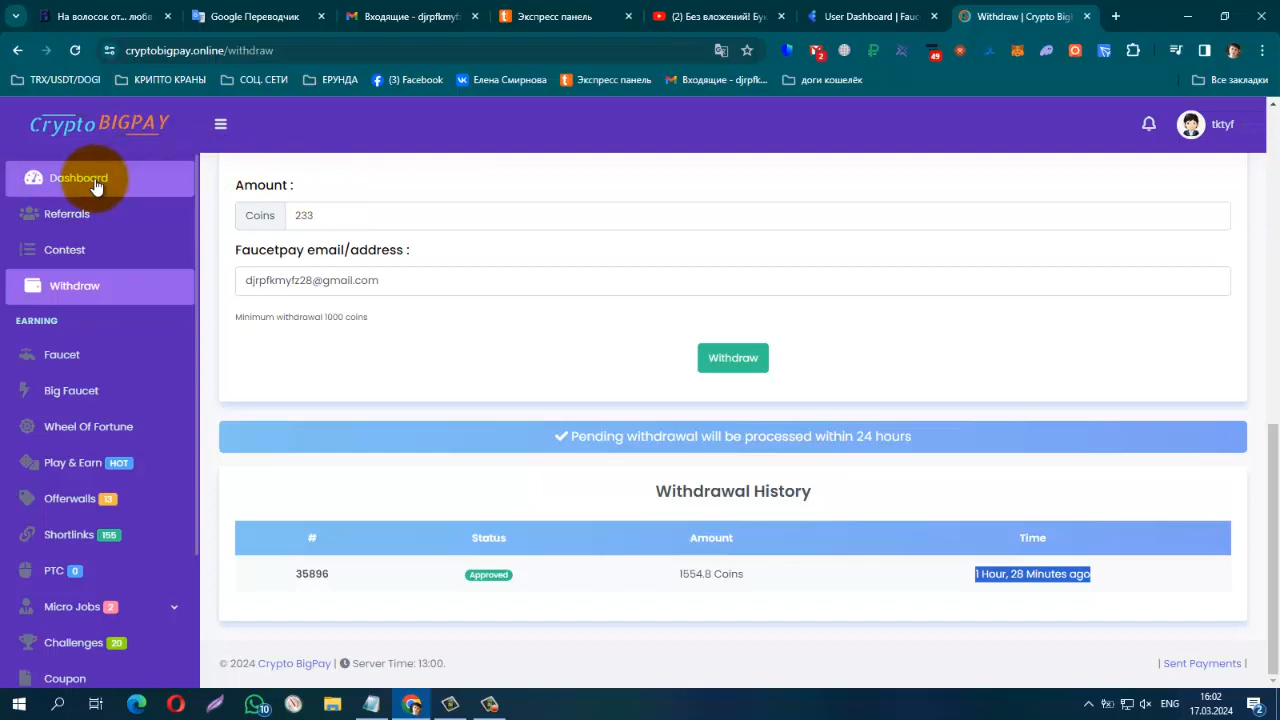 В волосок от... любв
Google Переводчик
Входящие - djrpfkmyf
Экспресс панель
(2) Без вложений! Бук
User Dashboard | Fauc
Withdraw | Crypto Big
cryptobigpay.online/withdraw
2
49
TRX/USDT/DOGI
КРИПТО КРАНЫ
СОЦ. СЕТИ
ЕРУНДА
(3) Facebook
Елена Смирнова
Экспресс панель
Входящие - djrpfk...
доги кошелёк
Все закладки
Crypto BIGPAY
tktyf
Dashboard
Referrals
Contest
Withdraw
EARNING
Faucet
Big Faucet
Wheel Of Fortune
Play & Earn HOT
Offerwalls 13
Shortlinks 155
PTC 0
Micro Jobs 2
Challenges 20
Coupon
Amount :
Coins 233
Faucetpay email/address :
djrpfkmyfz28@gmail.com
Minimum withdrawal 1000 coins
Withdraw
Pending withdrawal will be processed within 24 hours
Withdrawal History
# Status Amount Time
35896 Approved 1554.8 Coins 1 Hour, 28 Minutes ago
© 2024 Crypto BigPay | Server Time: 13:00.
| Sent Payments |
10
ENG
16:02
17.03.2024
2